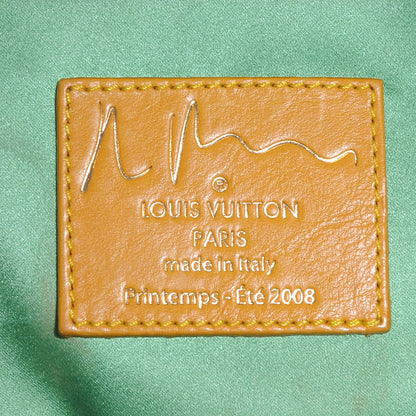 ®
LOUIS VUITTON
PARIS
made in Italy
Printemps - Été 2008